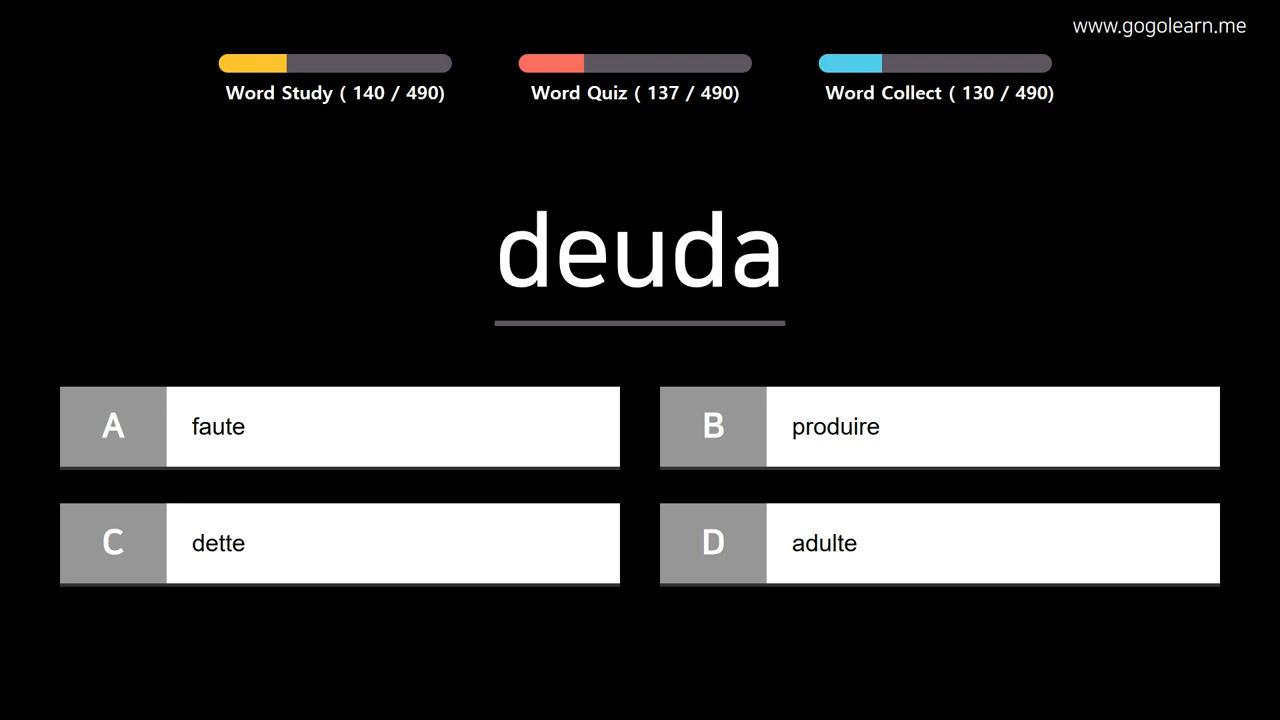 www.gogolearn.me
Word Study ( 140 / 490)
Word Quiz ( 137 / 490)
Word Collect ( 130 / 490)
deuda
A faute
B produire
C dette
D adulte